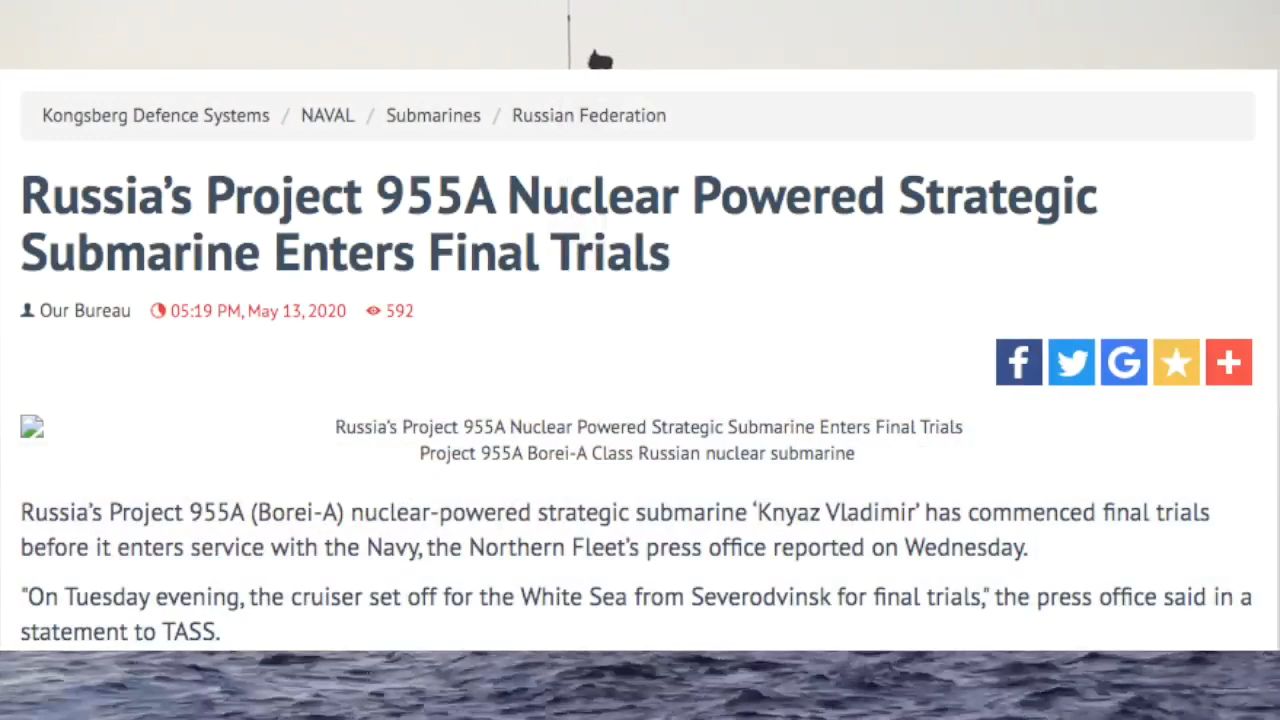 Kongsberg Defence Systems / NAVAL / Submarines / Russian Federation
Russia’s Project 955A Nuclear Powered Strategic
Submarine Enters Final Trials
Our Bureau 05:19 PM, May 13, 2020 592
Russia’s Project 955A Nuclear Powered Strategic Submarine Enters Final Trials
Project 955A Borei-A Class Russian nuclear submarine
Russia’s Project 955A (Borei-A) nuclear-powered strategic submarine ‘Knyaz Vladimir’ has commenced final trials
before it enters service with the Navy, the Northern Fleet’s press office reported on Wednesday.
"On Tuesday evening, the cruiser set off for the White Sea from Severodvinsk for final trials," the press office said in a
statement to TASS.